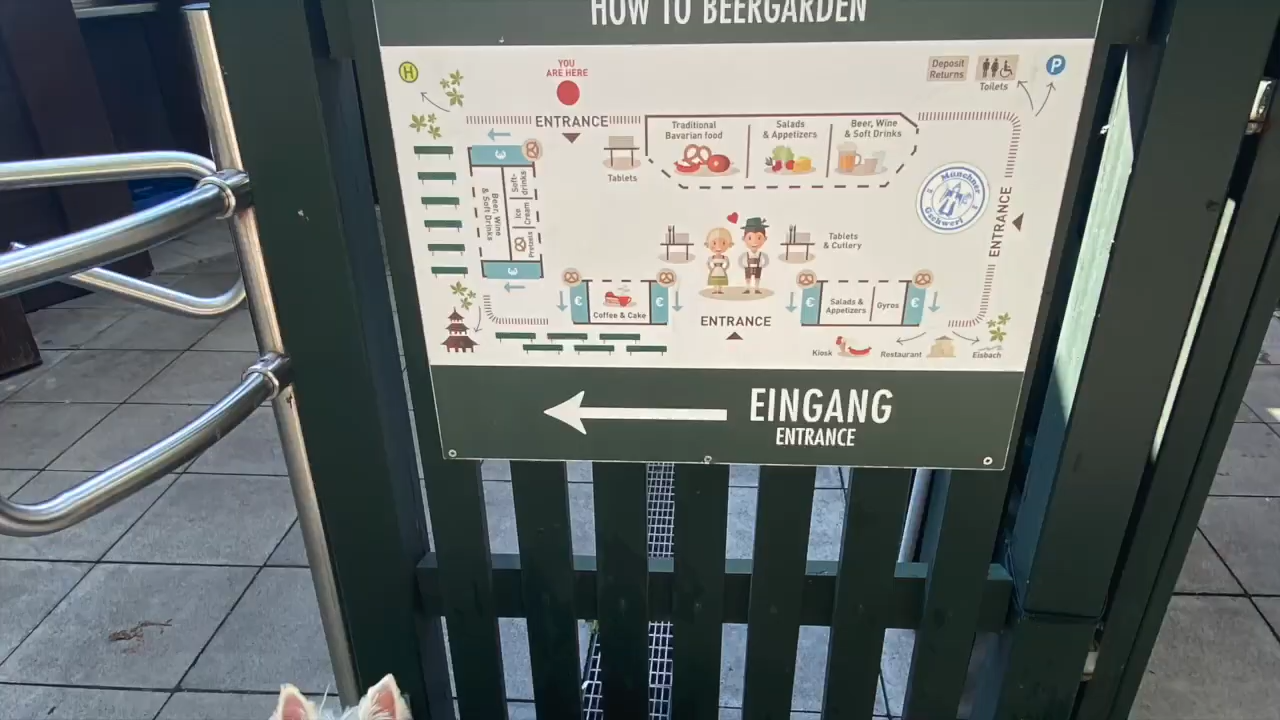 HOW TO BEERGARDEN
H
YOU
ARE HERE
Deposit
Returns
Toilets
P
ENTRANCE
Tablets
Traditional
Bavarian food
Salads
& Appetizers
Beer, Wine
& Soft Drinks
€
Beer, Wine
& Soft Drinks
Soft-
drinks
Ice
Cream
Pretzels
€
Münchner
ENTRANCE
Tablets
& Cutlery
€
Coffee & Cake
€
ENTRANCE
€
Salads &
Appetizers
Gyros
€
Kiosk
Restaurant
Eisbach
EINGANG
ENTRANCE